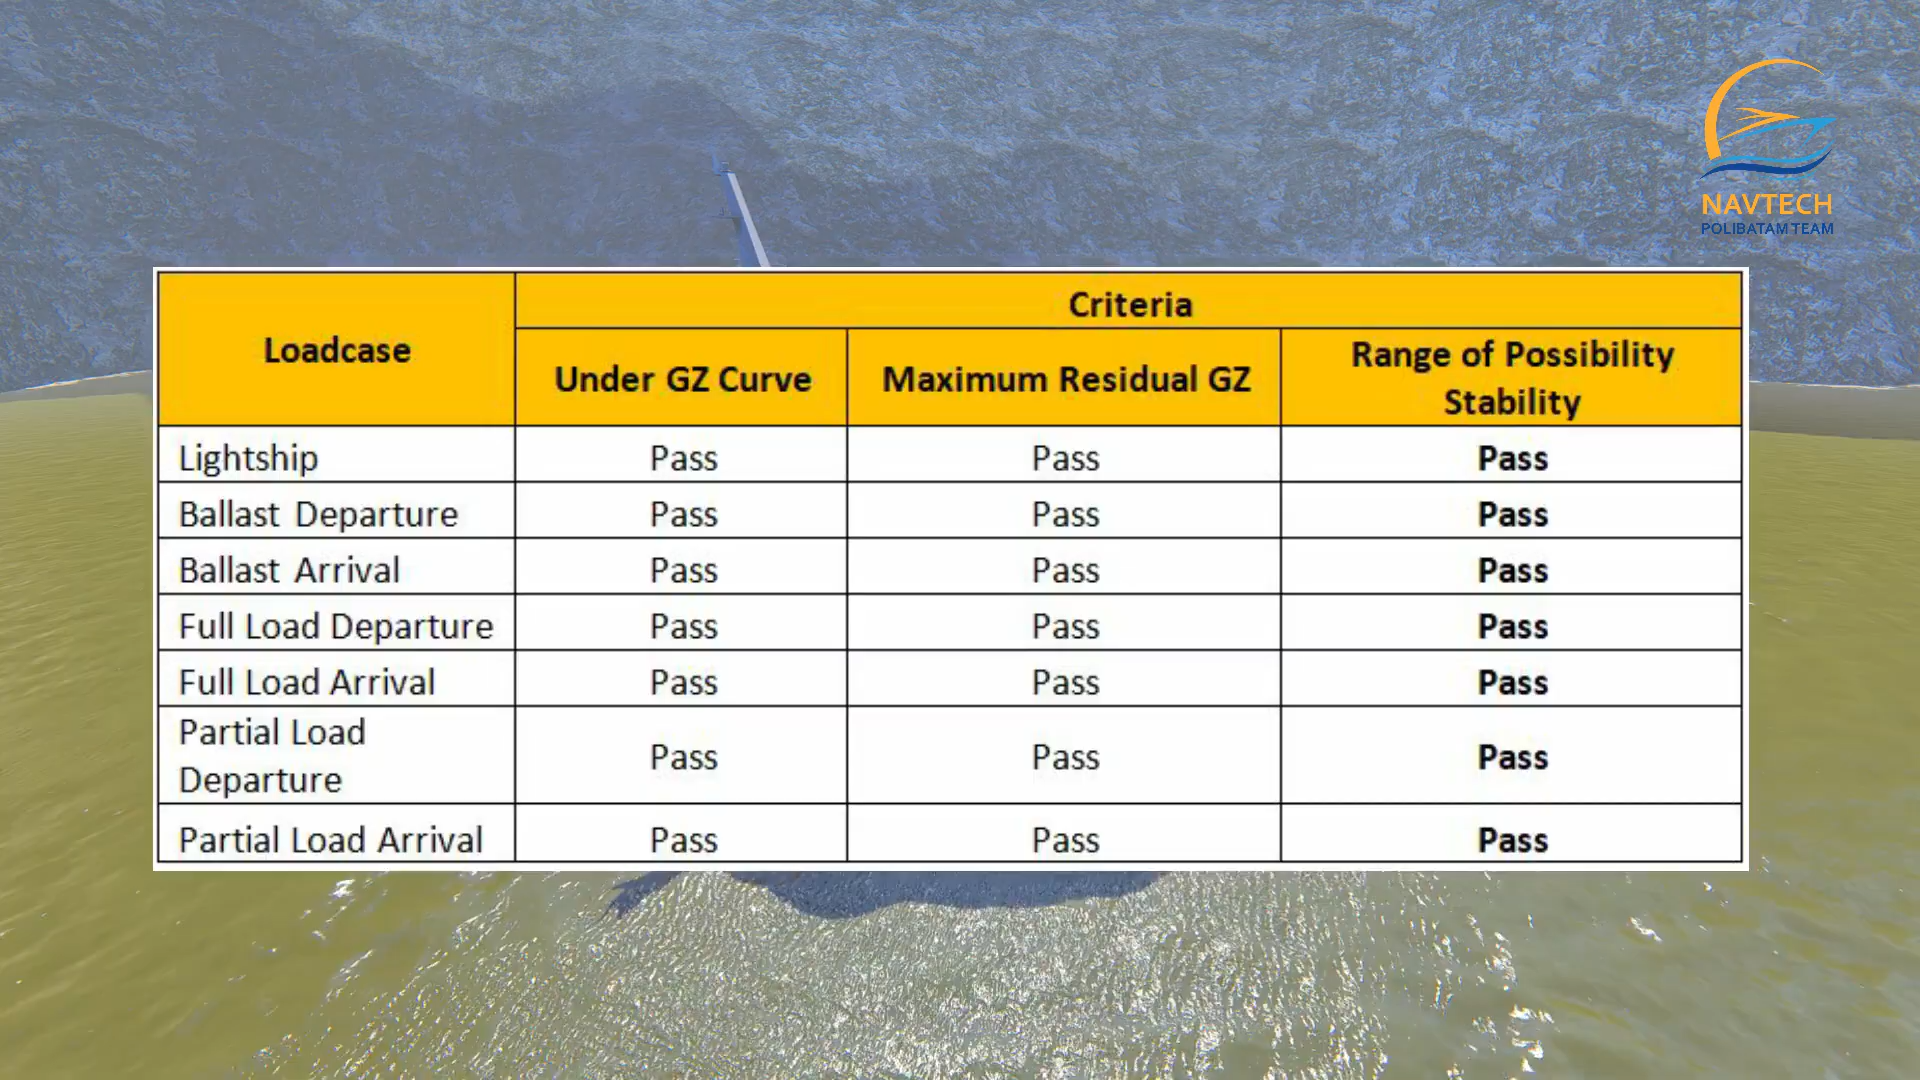 NAVTECH
POLIBATAM TEAM
Loadcase
Criteria
Under GZ Curve
Maximum Residual GZ
Range of Possibility
Stability
Lightship
Pass
Pass
Pass
Ballast Departure
Pass
Pass
Pass
Ballast Arrival
Pass
Pass
Pass
Full Load Departure
Pass
Pass
Pass
Full Load Arrival
Pass
Pass
Pass
Partial Load
Departure
Pass
Pass
Pass
Partial Load Arrival
Pass
Pass
Pass